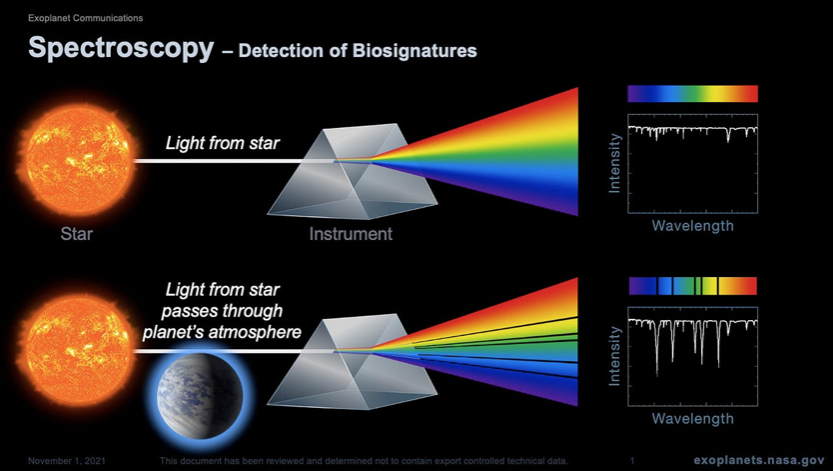 Exoplanet Communications
Spectroscopy – Detection of Biosignatures
Light from star
Star
Instrument
Intensity
Wavelength
Light from star
passes through
planet's atmosphere
Intensity
Wavelength
November 1, 2021
This document has been reviewed and determined not to contain export controlled technical data.
1
exoplanets.nasa.gov